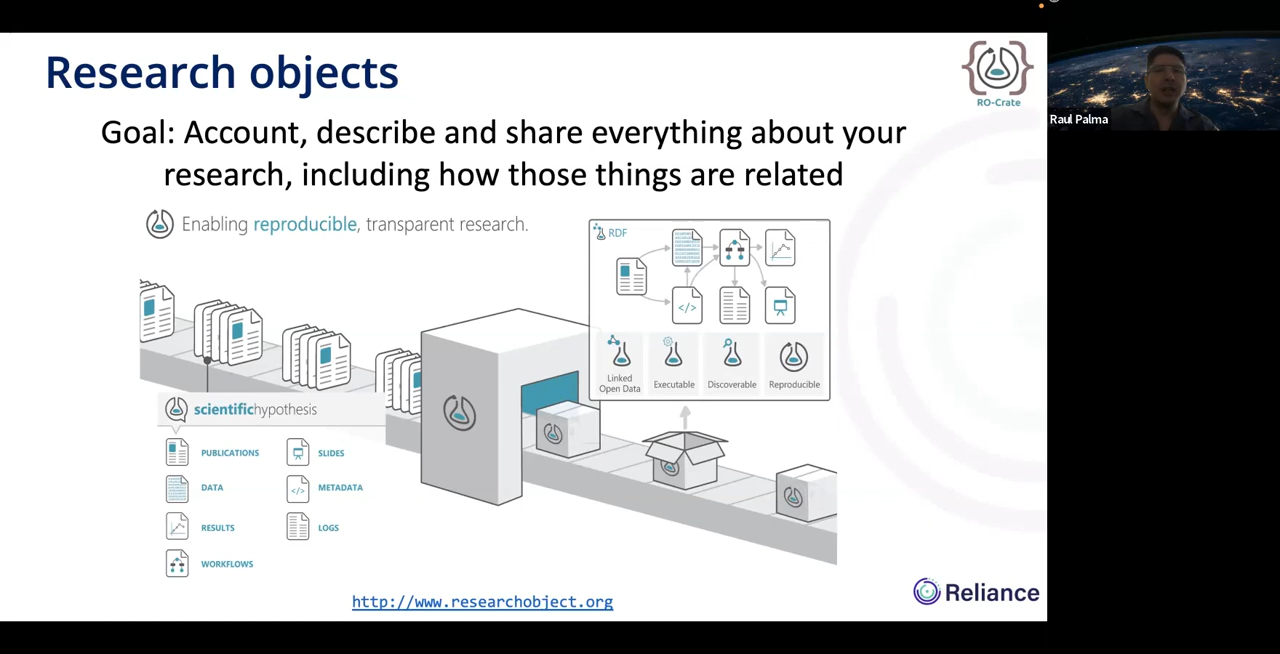 Research objects
RO-Crate
Raul Palma
Goal: Account, describe and share everything about your
research, including how those things are related
Enabling reproducible, transparent research.
RDF
</>
Linked
Open Data
Executable
Discoverable
Reproducible
scientifichypothesis
PUBLICATIONS
SLIDES
DATA
</>
METADATA
RESULTS
LOGS
WORKFLOWS
http://www.researchobject.org
Reliance